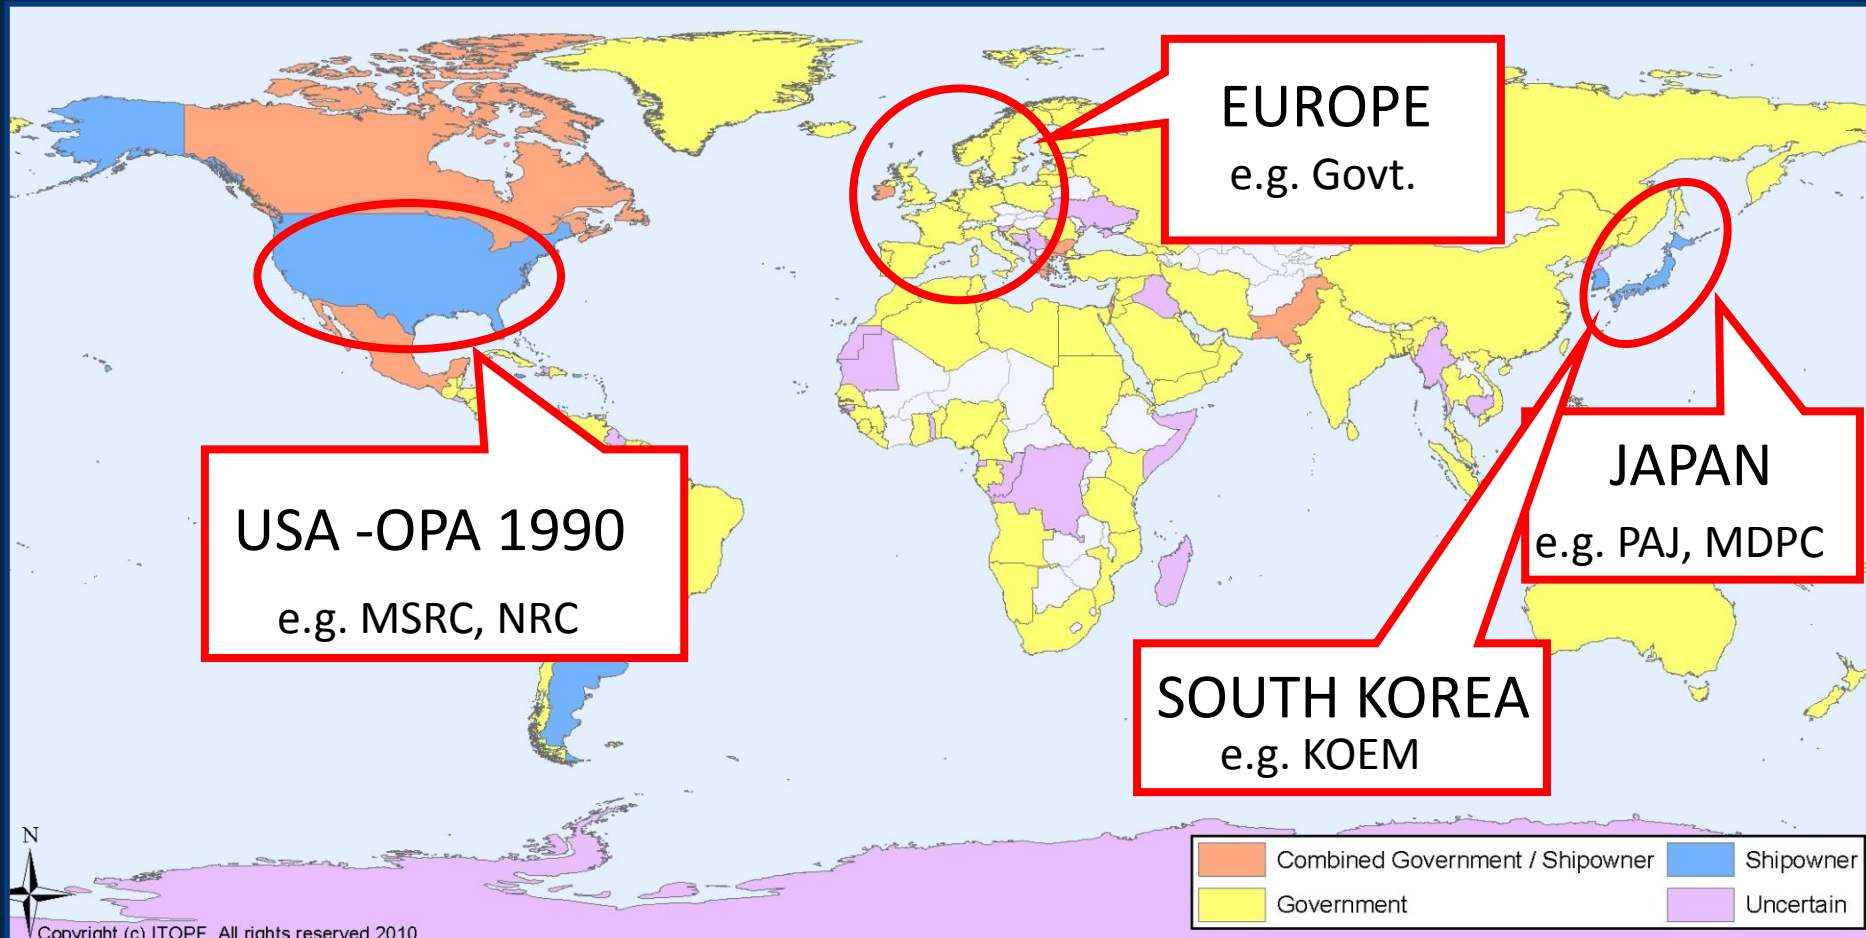 EUROPE
e.g. Govt.
USA -OPA 1990
e.g. MSRC, NRC
JAPAN
e.g. PAJ, MDPC
SOUTH KOREA
e.g. KOEM
N
Combined Government / Shipowner
Shipowner
Government
Uncertain
Copyright (c) ITOPF. All rights reserved 2010